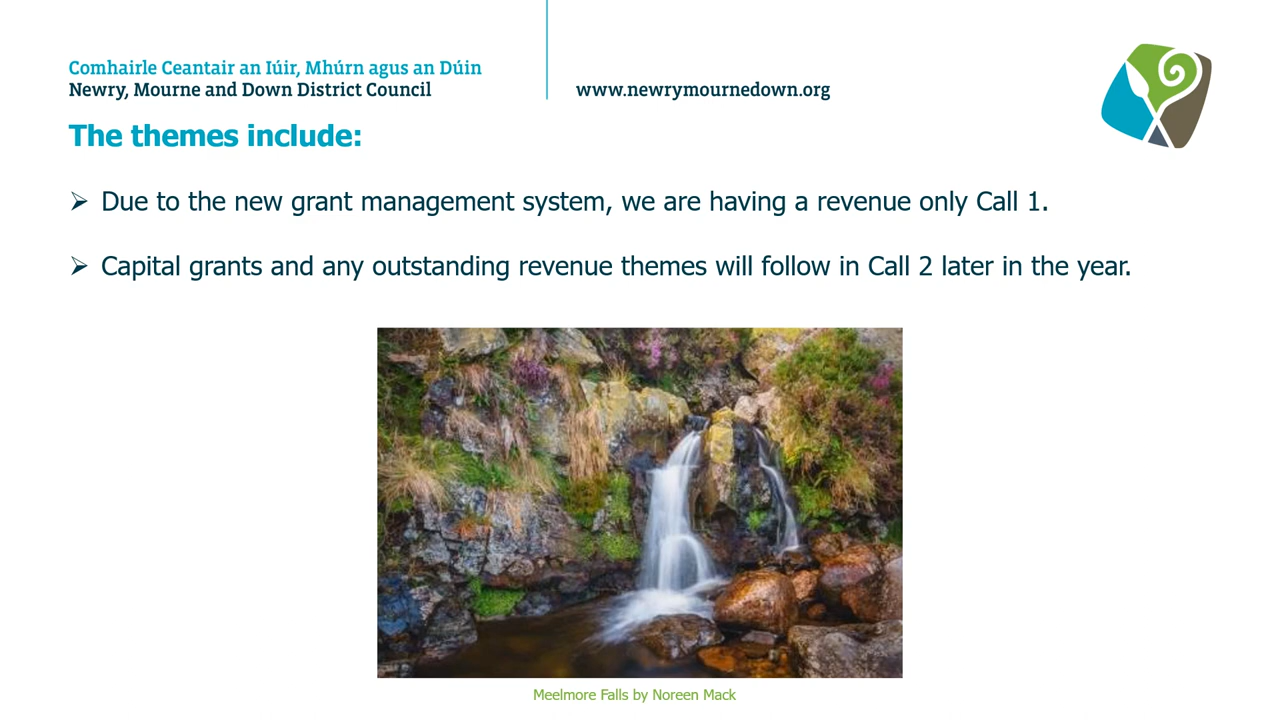 Comhairle Ceantair an Iúir, Mhúrn agus an Dúin
Newry, Mourne and Down District Council
www.newrymournedown.org
The themes include:
➢ Due to the new grant management system, we are having a revenue only Call 1.
➢ Capital grants and any outstanding revenue themes will follow in Call 2 later in the year.
Meelmore Falls by Noreen Mack